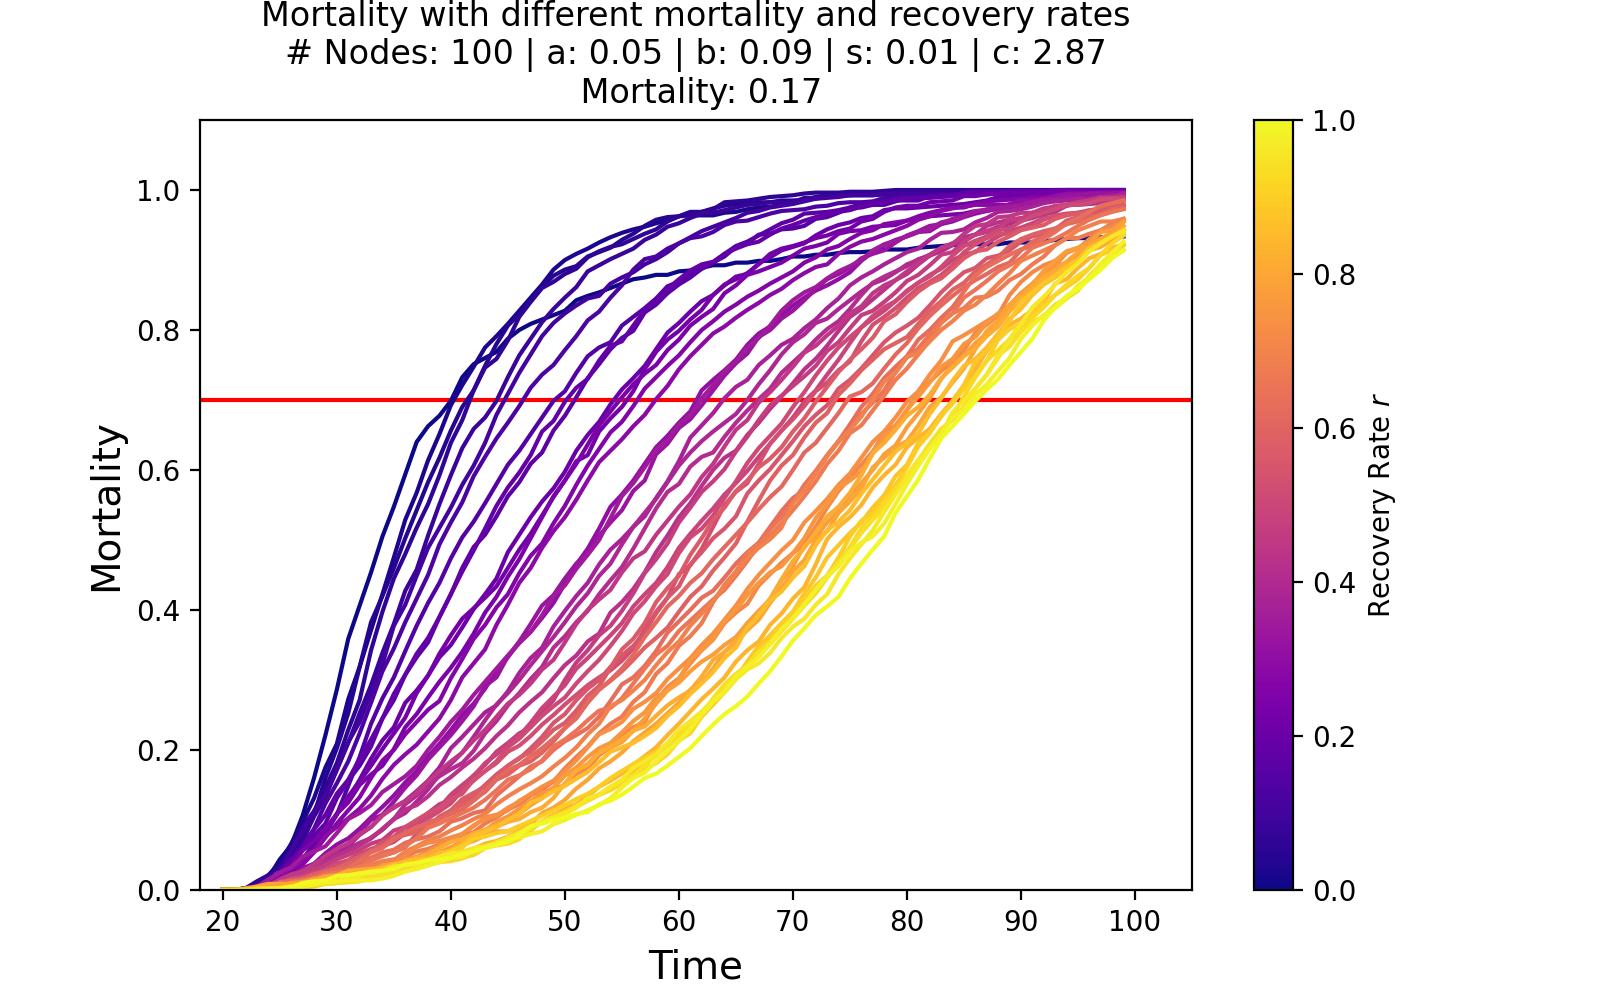 Mortality with different mortality and recovery rates
# Nodes: 100 | a: 0.05 | b: 0.09 | s: 0.01 | c: 2.87
Mortality: 0.17
1.0
0.8
0.6
0.4
0.2
0.0
Mortality
20 30 40 50 60 70 80 90 100
Time
1.0
0.8
0.6
0.4
0.2
0.0
Recovery Rate r